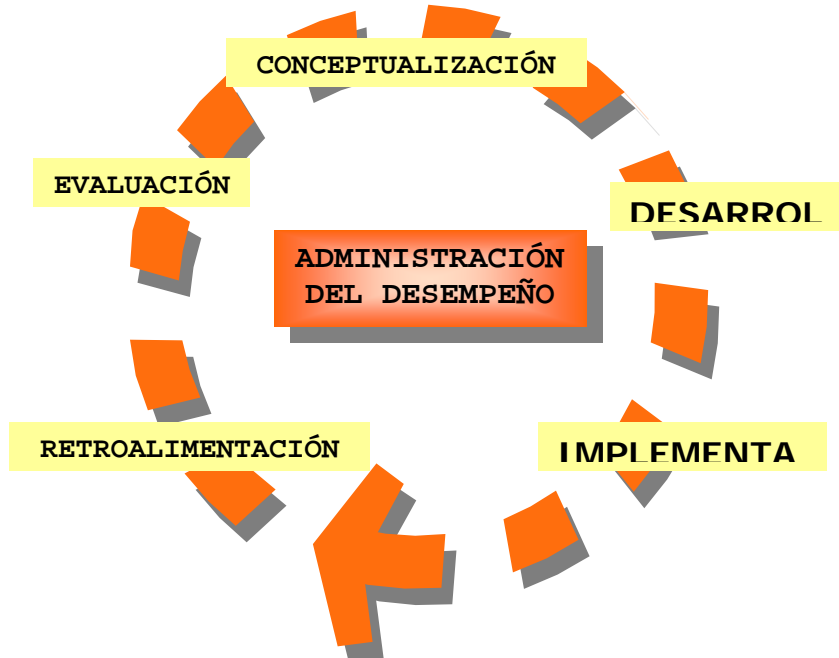 CONCEPTUALIZACIÓN
EVALUACIÓN
DESARROL
ADMINISTRACIÓN
DEL DESEMPEÑO
RETROALIMENTACIÓN
IMPLEMENTA